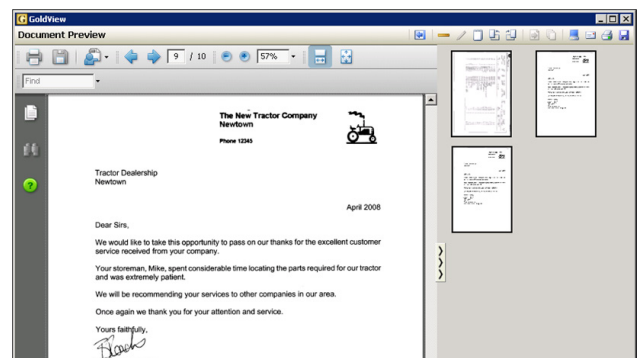 GoldView
Document Preview
9 / 10
57%
Find
The New Tractor Company
Newtown
Phone 12345
Tractor Dealership
Newtown
April 2008
Dear Sirs,
We would like to take this opportunity to pass on our thanks for the excellent customer
service received from your company.
Your storeman, Mike, spent considerable time locating the parts required for our tractor
and was extremely patient.
We will be recommending your services to other companies in our area.
Once again we thank you for your attention and service.
Yours faithfully,